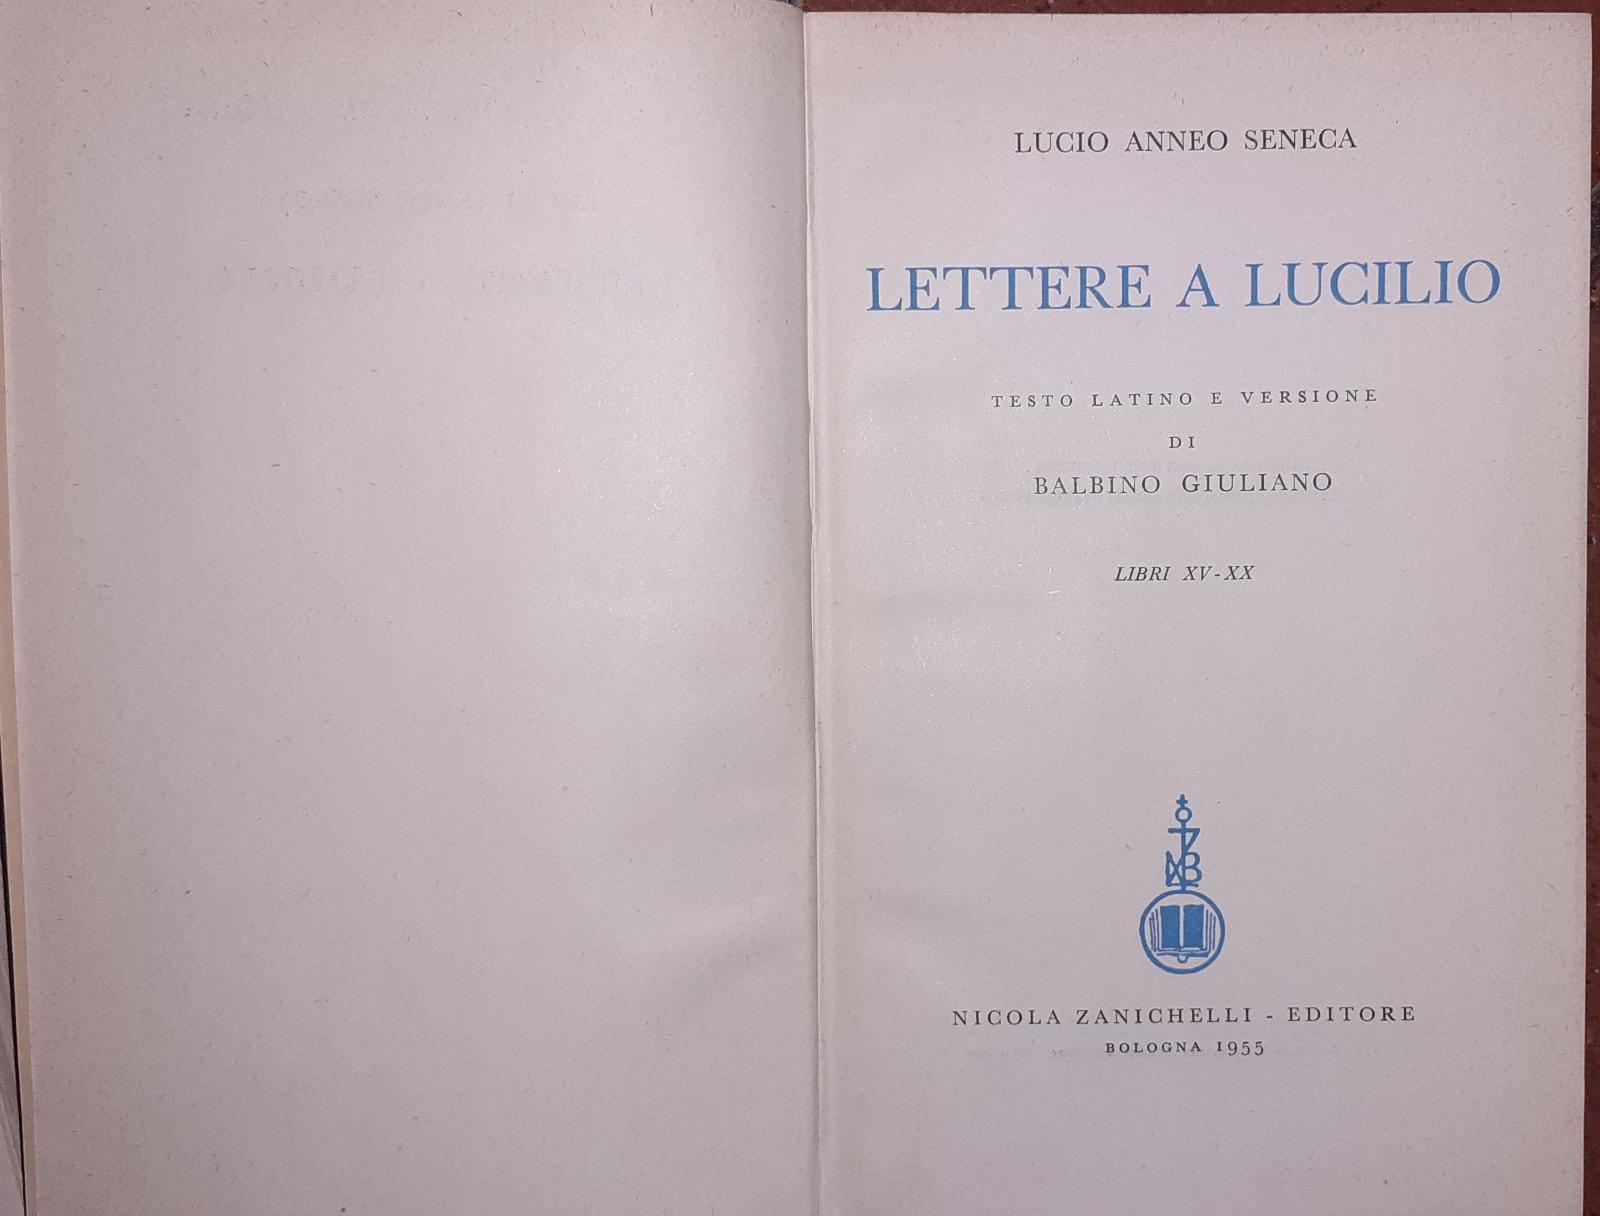 LUCIO ANNEO SENECA
LETTERE A LUCILIO
TESTO LATINO E VERSIONE
DI
BALBINO GIULIANO
LIBRI XV-XX
NICOLA ZANICHELLI - EDITORE
BOLOGNA 1955